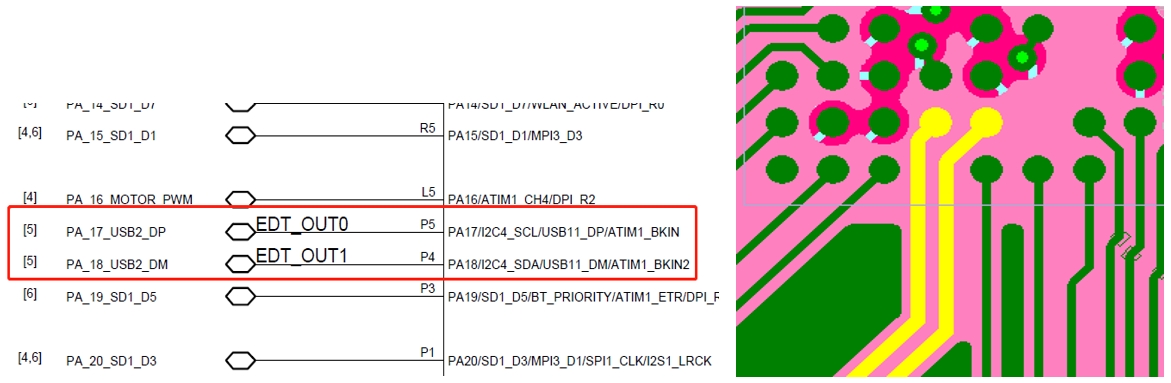 PA_14_SD1_D7 PA14/SD1_D7/WLAN_ACTIVE/DPI_R0
[4,6] PA_15_SD1_D1 R5 PA15/SD1_D1/MPI3_D3
[4] PA_16_MOTOR_PWM L5 PA16/ATIM1_CH4/DPI_R2
[5] PA_17_USB2_DP EDT_OUT0 P5 PA17/I2C4_SCL/USB11_DP/ATIM1_BKIN
[5] PA_18_USB2_DM EDT_OUT1 P4 PA18/I2C4_SDA/USB11_DM/ATIM1_BKIN2
[6] PA_19_SD1_D5 P3 PA19/SD1_D5/BT_PRIORITY/ATIM1_ETR/DPI_R
[4,6] PA_20_SD1_D3 P1 PA20/SD1_D3/MPI3_D1/SPI1_CLK/I2S1_LRCK